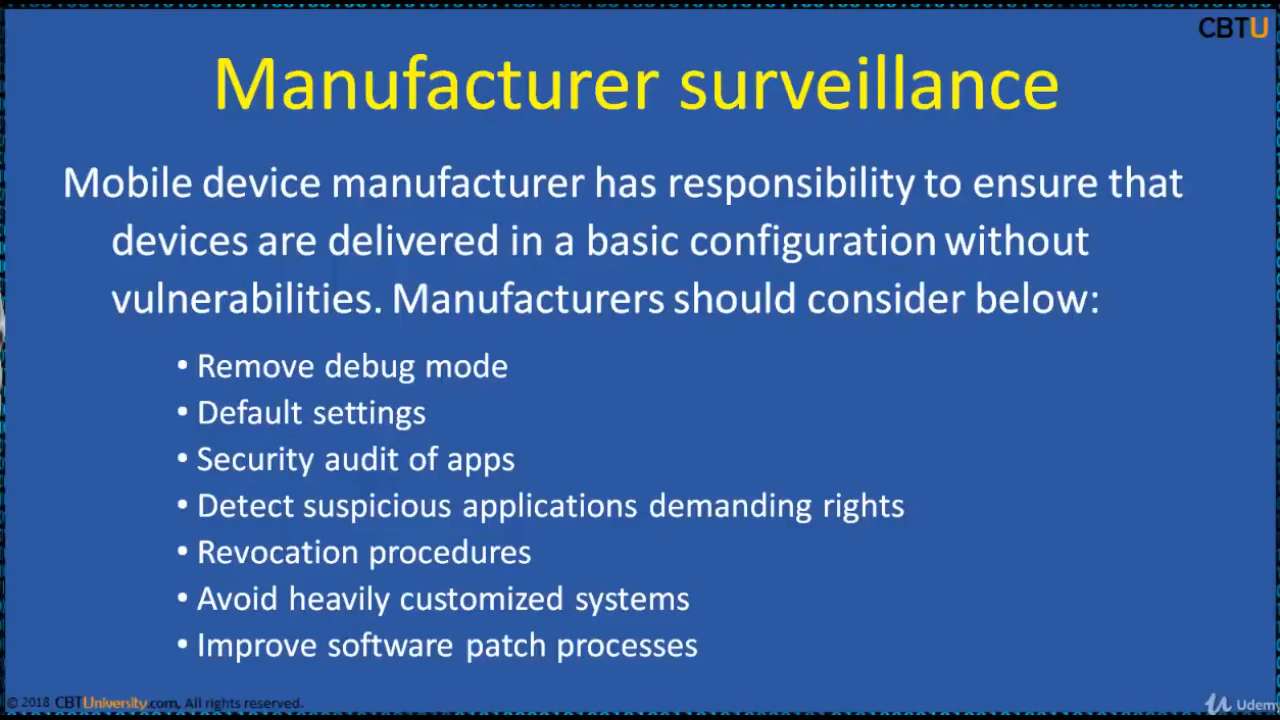 CBTU
Manufacturer surveillance
Mobile device manufacturer has responsibility to ensure that
devices are delivered in a basic configuration without
vulnerabilities. Manufacturers should consider below:
• Remove debug mode
• Default settings
• Security audit of apps
• Detect suspicious applications demanding rights
• Revocation procedures
• Avoid heavily customized systems
• Improve software patch processes
© 2018 CBTUniversity.com, All rights reserved.
Udemy